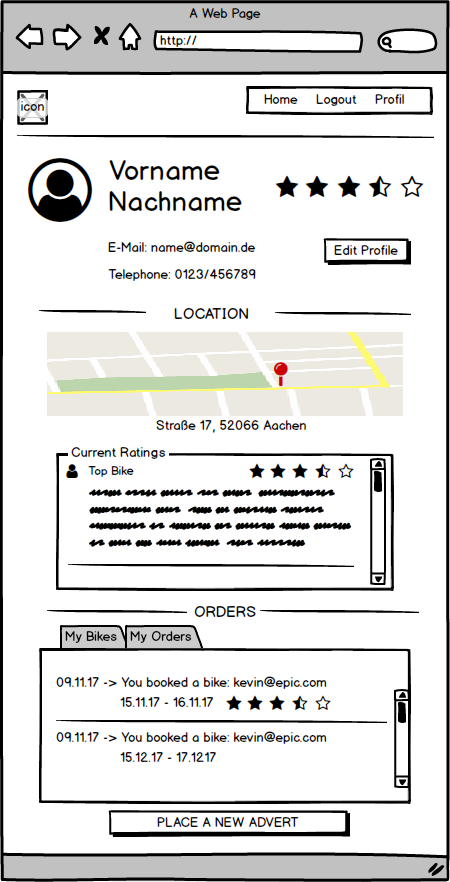 A Web Page
http://
icon
Home Logout Profil
Vorname
Nachname
E-Mail: name@domain.de
Edit Profile
Telephone: 0123/456789
LOCATION
Straße 17, 52066 Aachen
Current Ratings
Top Bike
ORDERS
My Bikes My Orders
09.11.17 -> You booked a bike: kevin@epic.com
15.11.17 - 16.11.17
09.11.17 -> You booked a bike: kevin@epic.com
15.12.17 - 17.1217
PLACE A NEW ADVERT